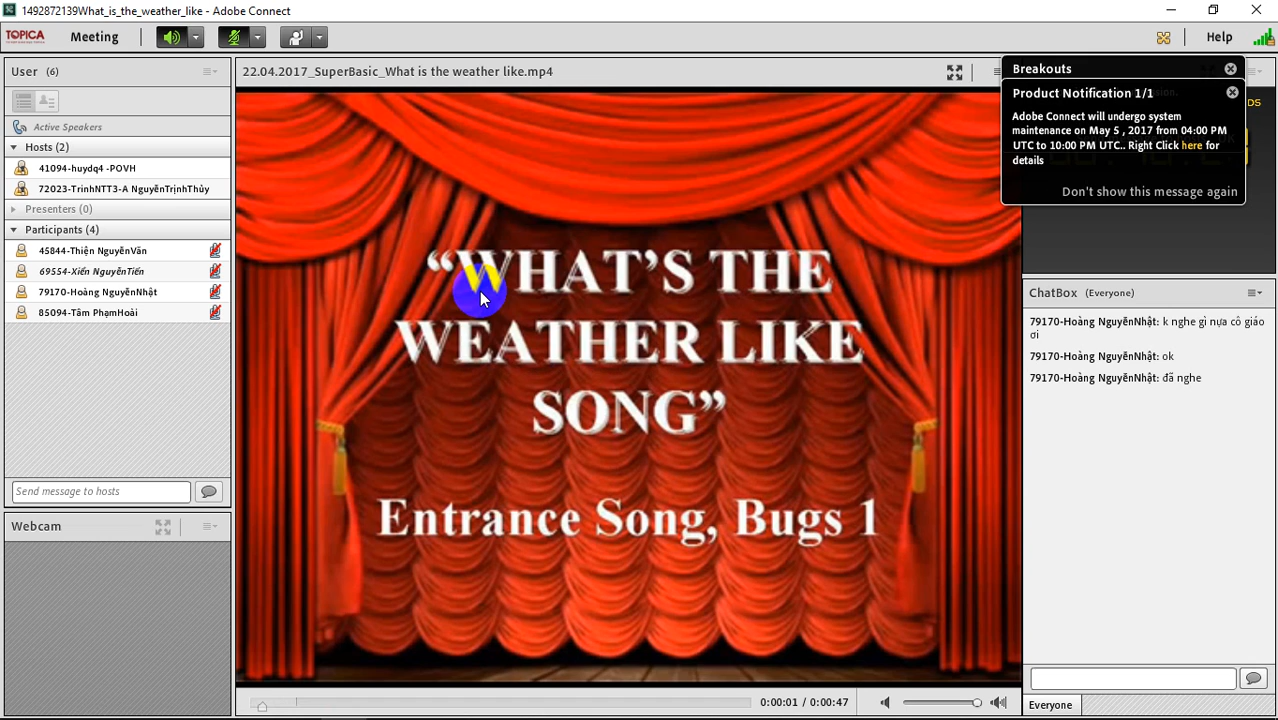 1492872139What_is_the_weather_like - Adobe Connect
TOPICA
Meeting
Help
User (6)
Active Speakers
Hosts (2)
41094-huydq4 -POVH
72023-TrinhNTT3-A NguyễnTrịnhThủy
Presenters (0)
Participants (4)
45844-Thiện NguyễnVăn
69554-Xiển NguyễnTiến
79170-Hoàng NguyễnNhật
85094-Tâm PhạmHoài
Send message to hosts
Webcam
22.04.2017_SuperBasic_What is the weather like.mp4
“WHAT’S THE
WEATHER LIKE
SONG”
Entrance Song, Bugs 1
0:00:01 / 0:00:47
Breakouts
Product Notification 1/1
Adobe Connect will undergo system
maintenance on May 5 , 2017 from 04:00 PM
UTC to 10:00 PM UTC.. Right Click here for
details
Don't show this message again
ChatBox (Everyone)
79170-Hoàng NguyễnNhật: k nghe gì nựa cô giáo
ơi
79170-Hoàng NguyễnNhật: ok
79170-Hoàng NguyễnNhật: đã nghe
Everyone